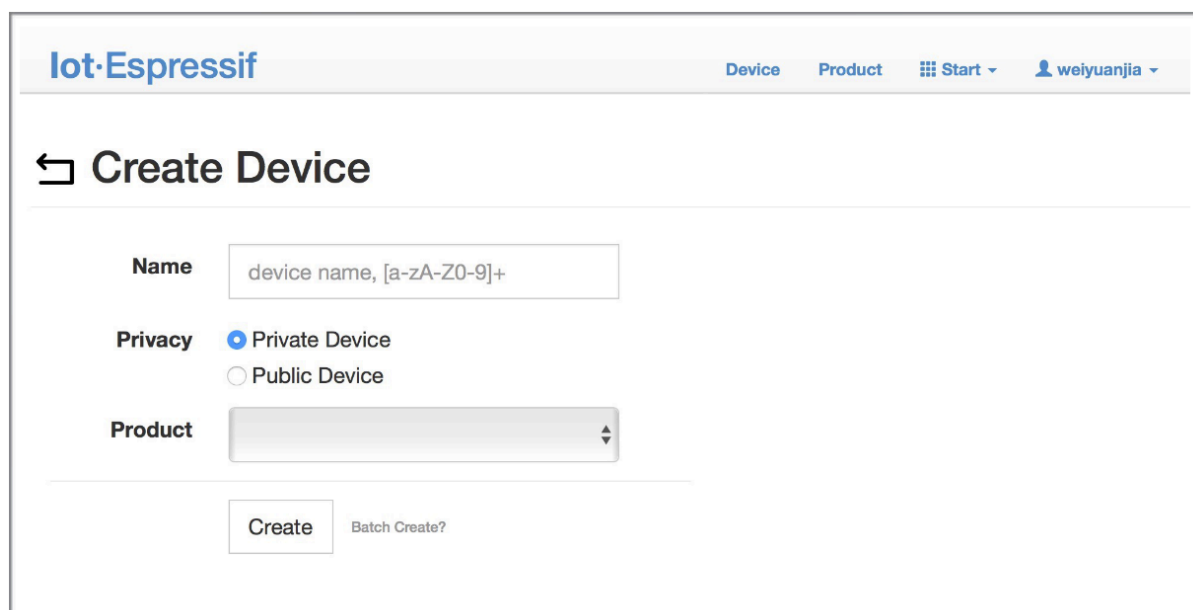 Iot·Espressif
Device Product Start weiyuanjia
Create Device
Name device name, [a-zA-Z0-9]+
Privacy Private Device
Public Device
Product
Create Batch Create?